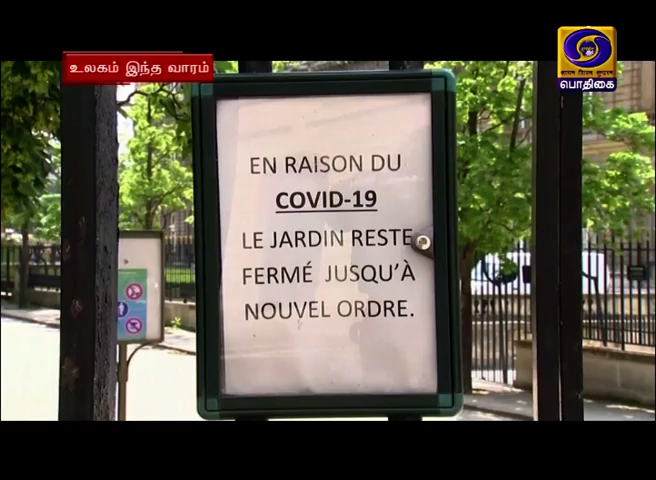 உலகம் இந்த வாரம்
பொதிகை
EN RAISON DU
COVID-19
LE JARDIN RESTE
FERMÉ JUSQU'À
NOUVEL ORDRE.